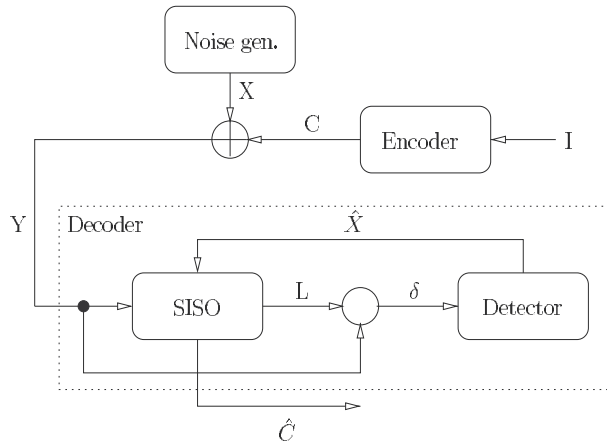 Noise gen.
X
C
Encoder
I
Y
Decoder
X̂
SISO
L
δ
Detector
Ĉ